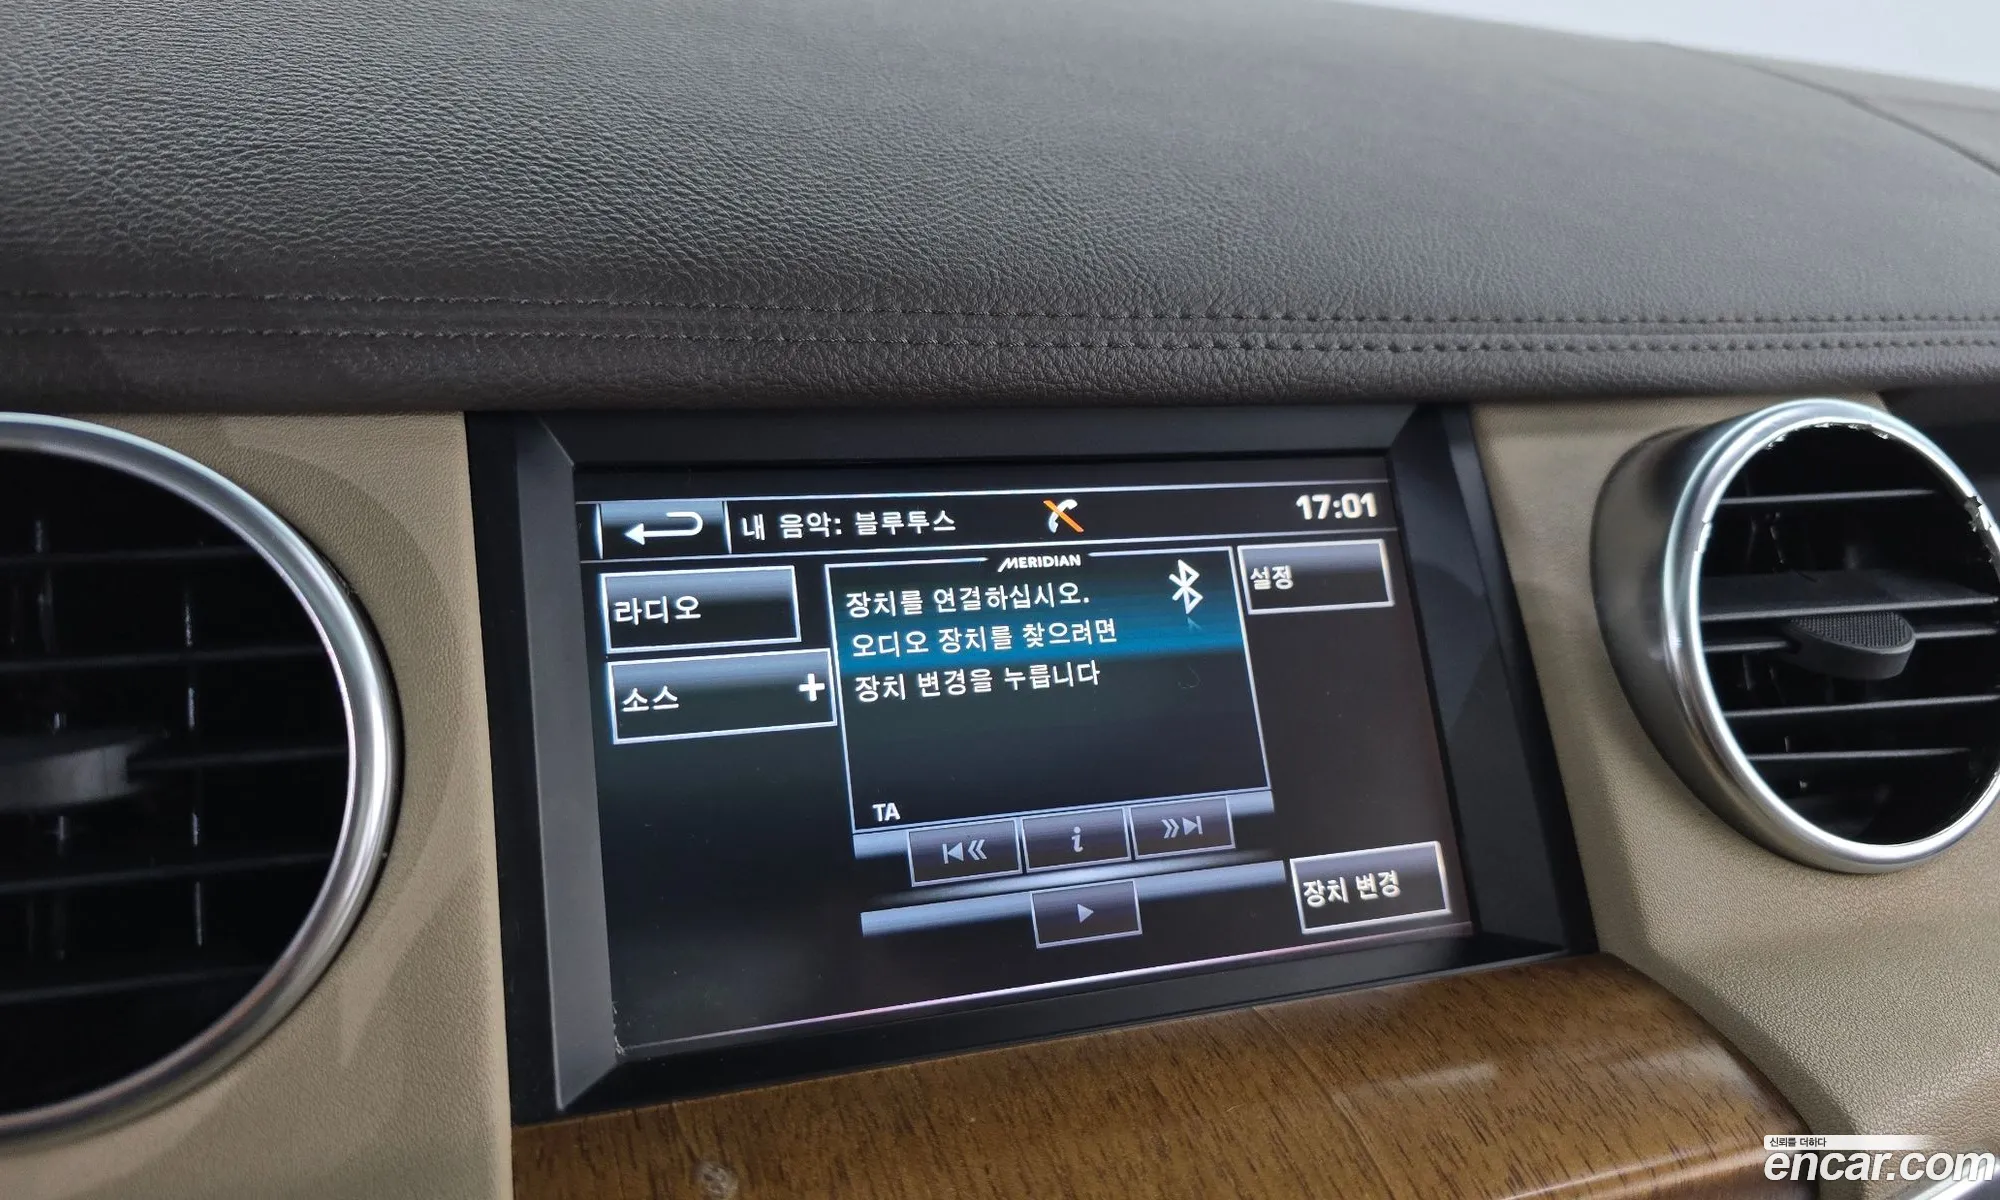 내 음악: 블루투스
17:01
라디오
소스 +
MERIDIAN
장치를 연결하십시오.
오디오 장치를 찾으려면
장치 변경을 누릅니다
TA
i
설정
장치 변경
신뢰를 더하다
encar.com